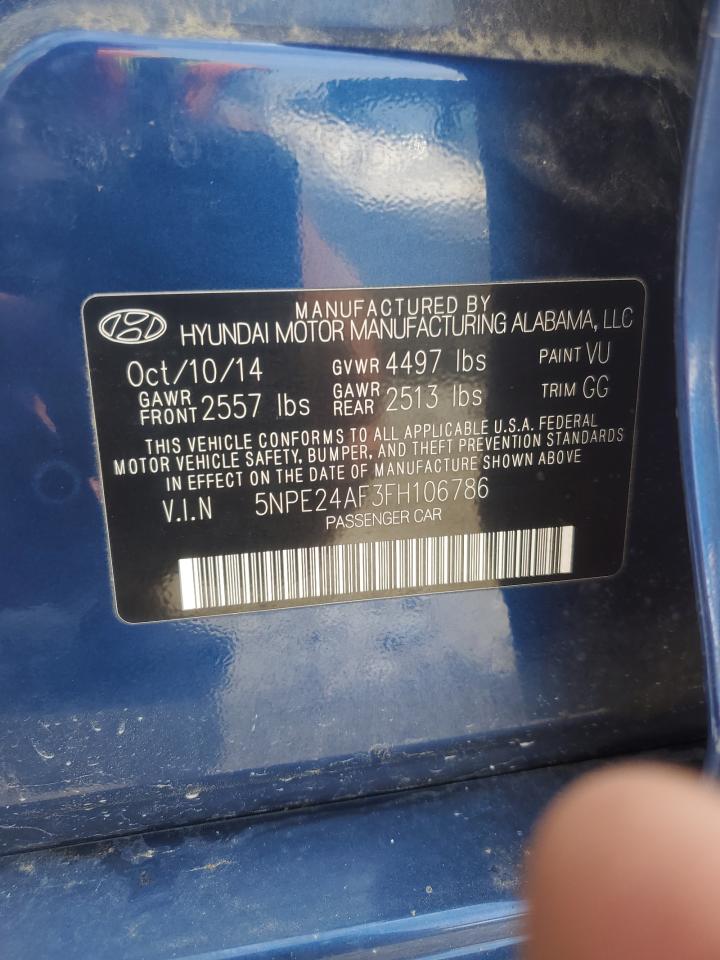 MANUFACTURED BY
HYUNDAI MOTOR MANUFACTURING ALABAMA, LLC
Oct/10/14 GVWR 4497 lbs PAINT VU
GAWR FRONT 2557 lbs GAWR REAR 2513 lbs TRIM GG
THIS VEHICLE CONFORMS TO ALL APPLICABLE U.S.A. FEDERAL
MOTOR VEHICLE SAFETY, BUMPER, AND THEFT PREVENTION STANDARDS
IN EFFECT ON THE DATE OF MANUFACTURE SHOWN ABOVE
V.I.N 5NPE24AF3FH106786
PASSENGER CAR